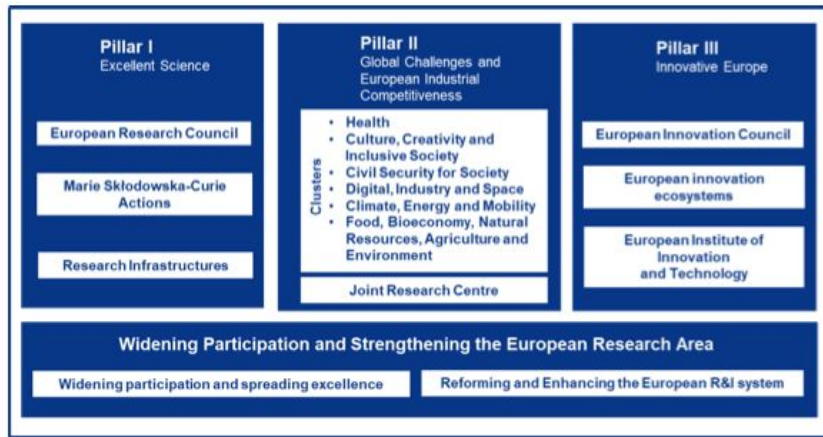 Pillar I
Excellent Science
European Research Council
Marie Skłodowska-Curie
Actions
Research Infrastructures
Pillar II
Global Challenges and
European Industrial
Competitiveness
Clusters
• Health
• Culture, Creativity and
Inclusive Society
• Civil Security for Society
• Digital, Industry and Space
• Climate, Energy and Mobility
• Food, Bioeconomy, Natural
Resources, Agriculture and
Environment
Joint Research Centre
Pillar III
Innovative Europe
European Innovation Council
European innovation
ecosystems
European Institute of
Innovation
and Technology
Widening Participation and Strengthening the European Research Area
Widening participation and spreading excellence
Reforming and Enhancing the European R&I system